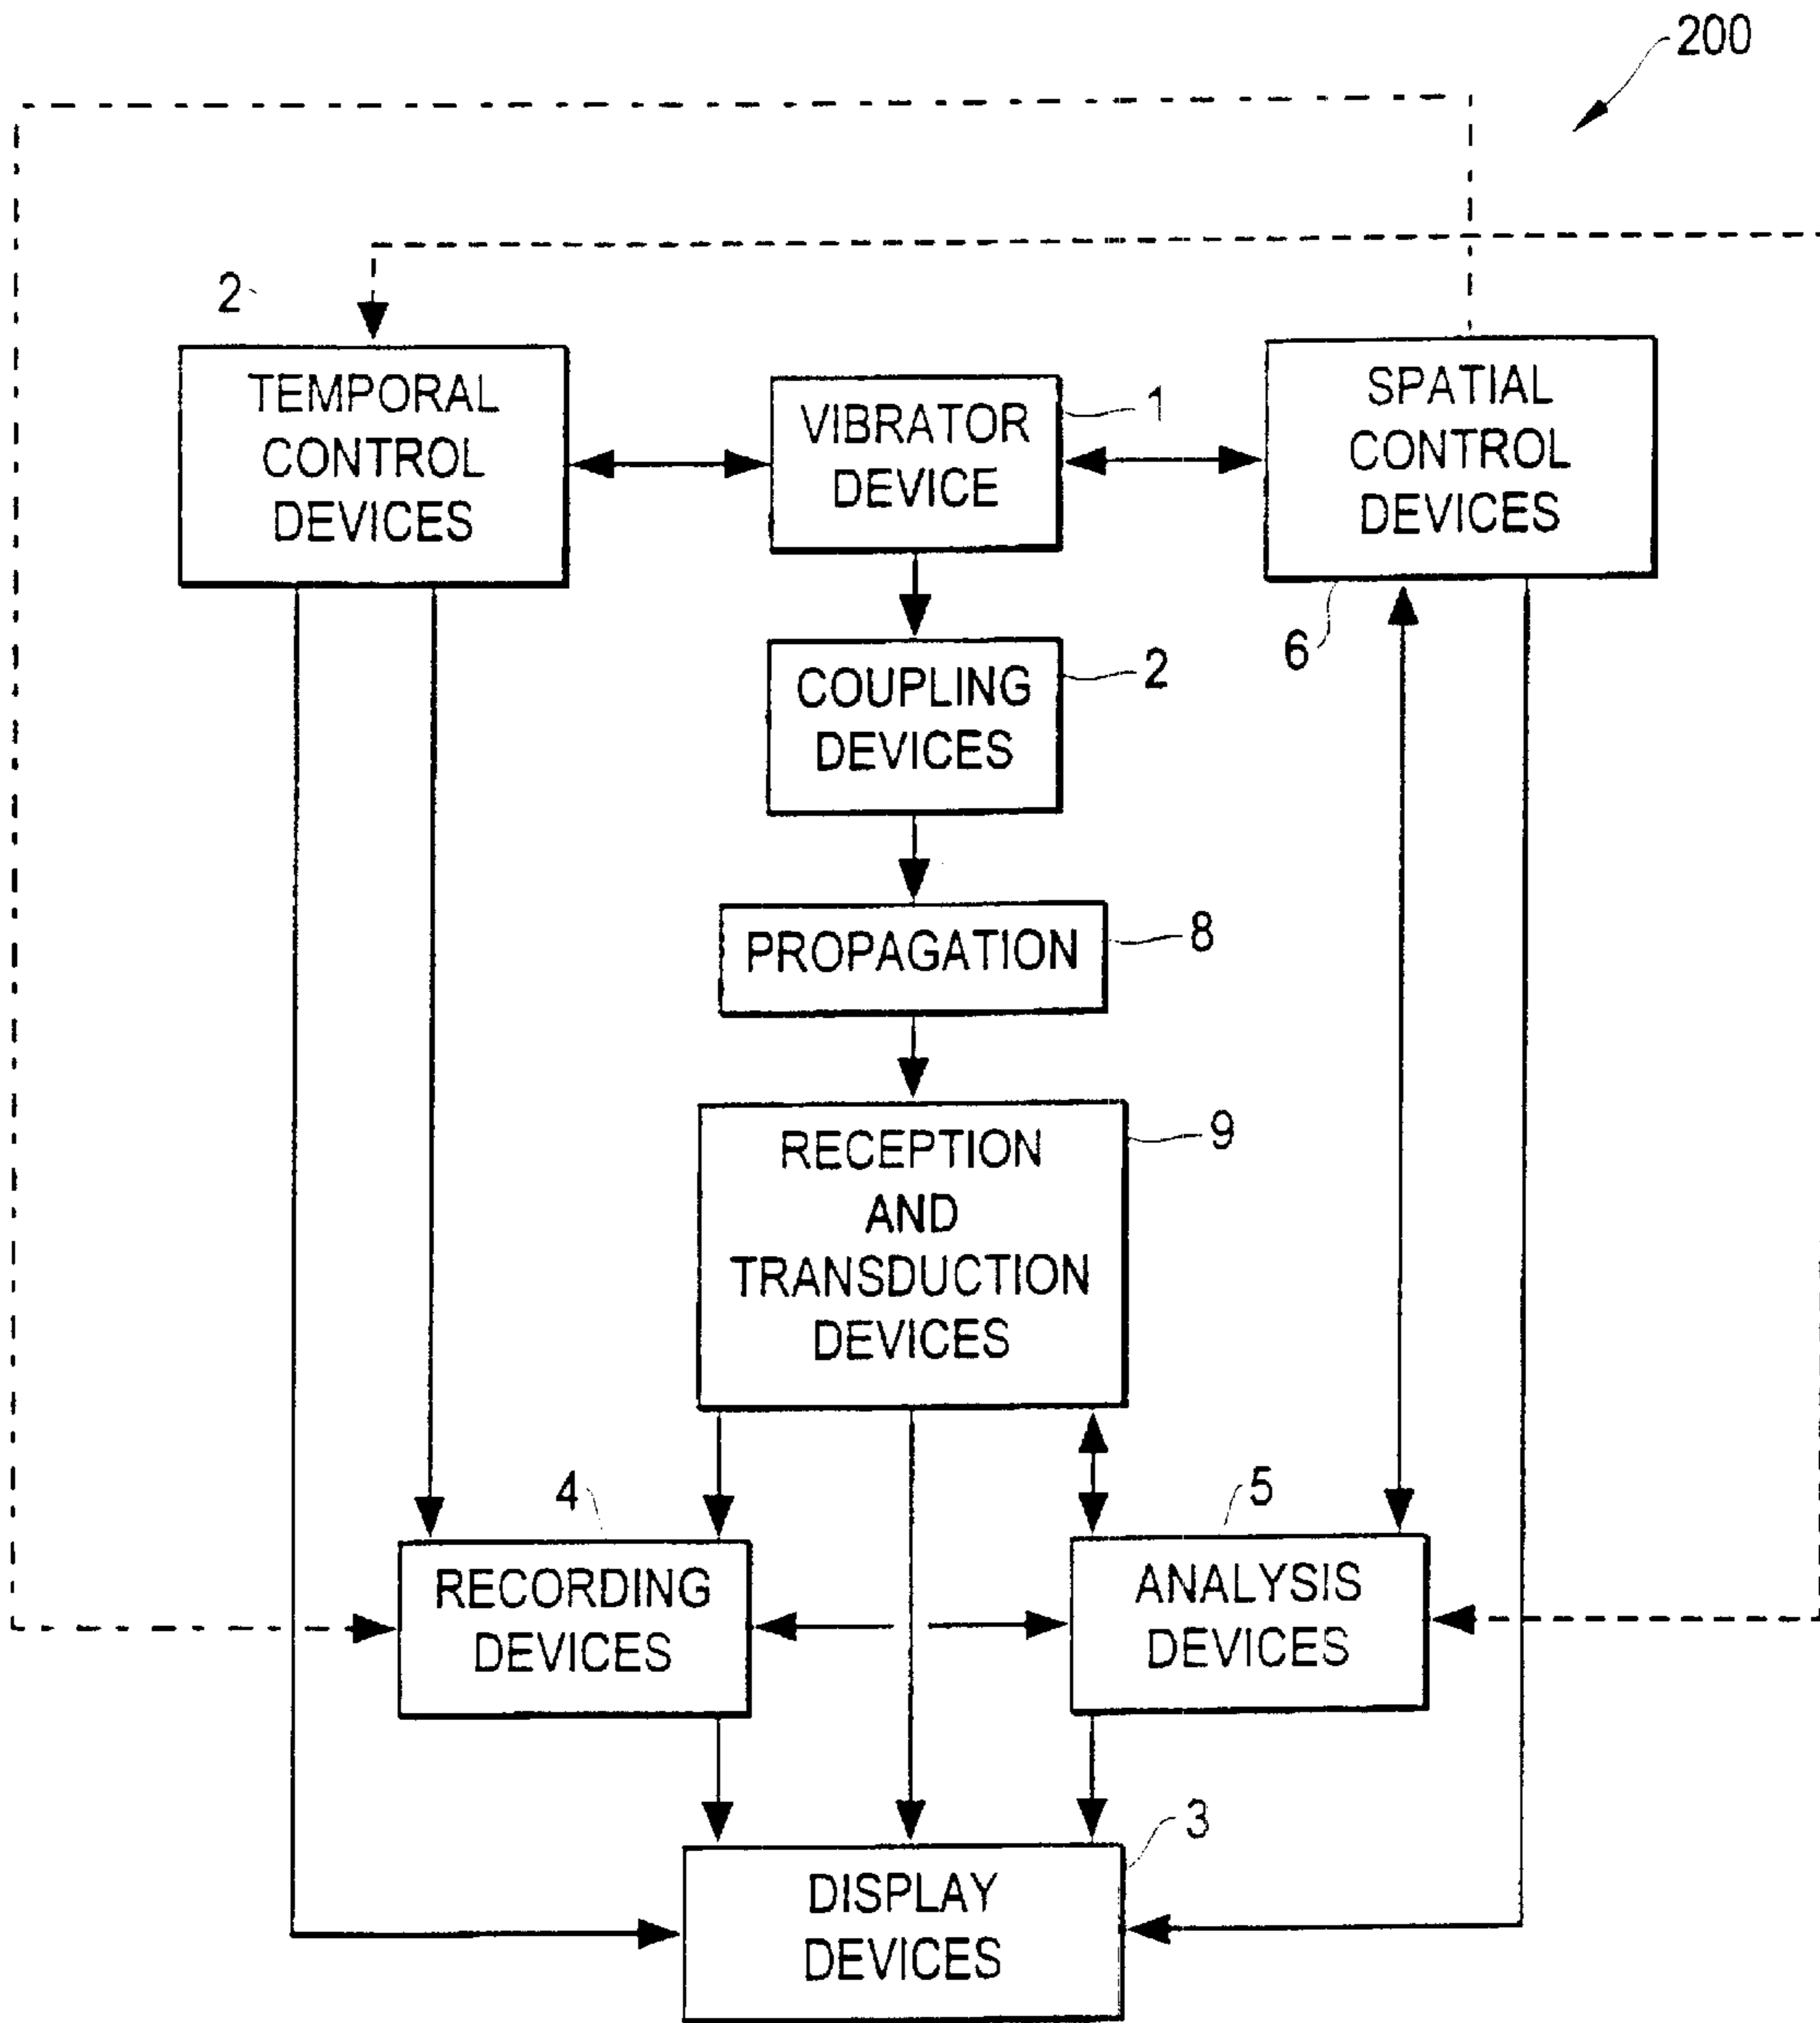 200
2
TEMPORAL
CONTROL
DEVICES
VIBRATOR
DEVICE
1
SPATIAL
CONTROL
DEVICES
6
COUPLING
DEVICES
2
PROPAGATION
8
RECEPTION
AND
TRANSDUCTION
DEVICES
9
4
RECORDING
DEVICES
5
ANALYSIS
DEVICES
3
DISPLAY
DEVICES